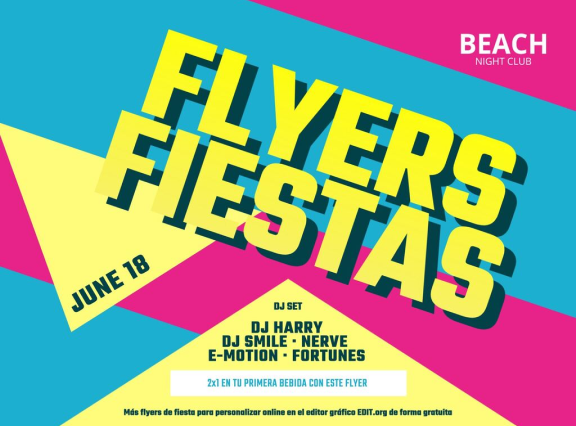 BEACH
NIGHT CLUB
FLYERS
FIESTAS
JUNE 18
DJ SET
DJ HARRY
DJ SMILE · NERVE
E-MOTION · FORTUNES
2x1 EN TU PRIMERA BEBIDA CON ESTE FLYER
Más flyers de fiesta para personalizar online en el editor gráfico EDIT.org de forma gratuita